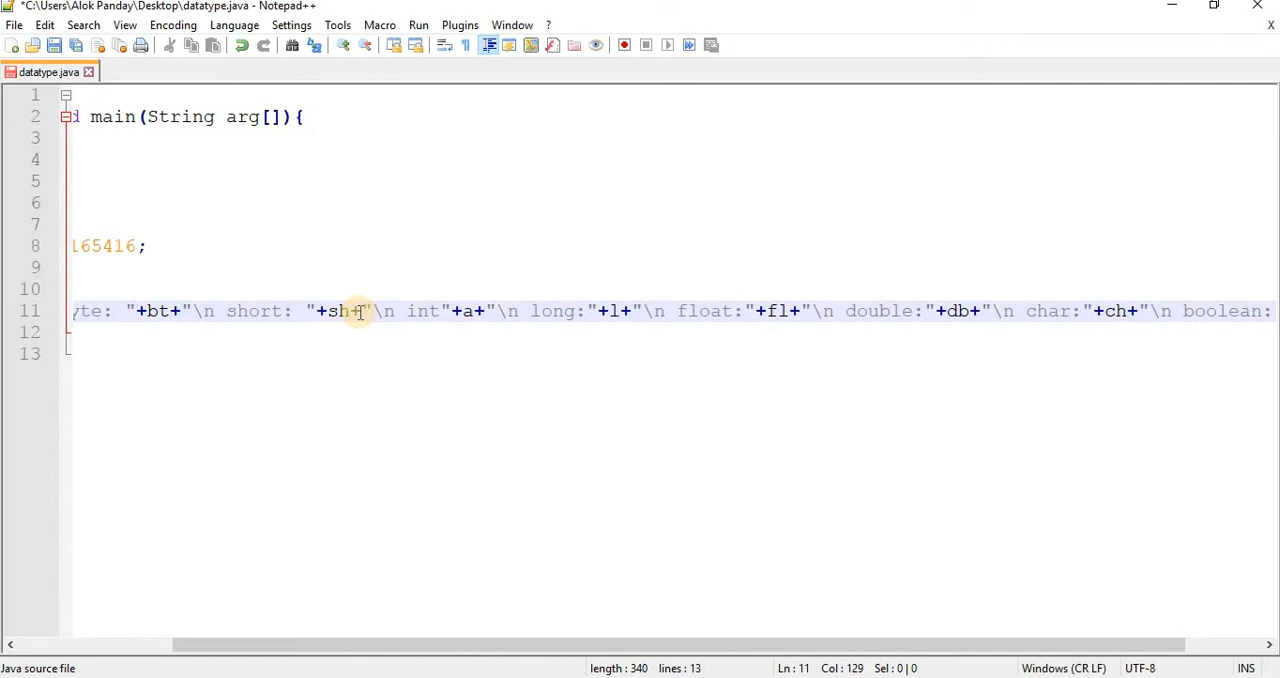 *C:\Users\Alok Panday\Desktop\datatype.java - Notepad++
File Edit Search View Encoding Language Settings Tools Macro Run Plugins Window ? X
datatype.java
1
2 d main(String arg[]){
3
4
5
6
7
8 165416;
9
10
11 yte: "+bt+"\n short: "+sh+"\n int"+a+"\n long:"+l+"\n float:"+fl+"\n double:"+db+"\n char:"+ch+"\n boolean:
12
13
Java source file length : 340 lines : 13 Ln : 11 Col : 129 Sel : 0 | 0 Windows (CR LF) UTF-8 INS